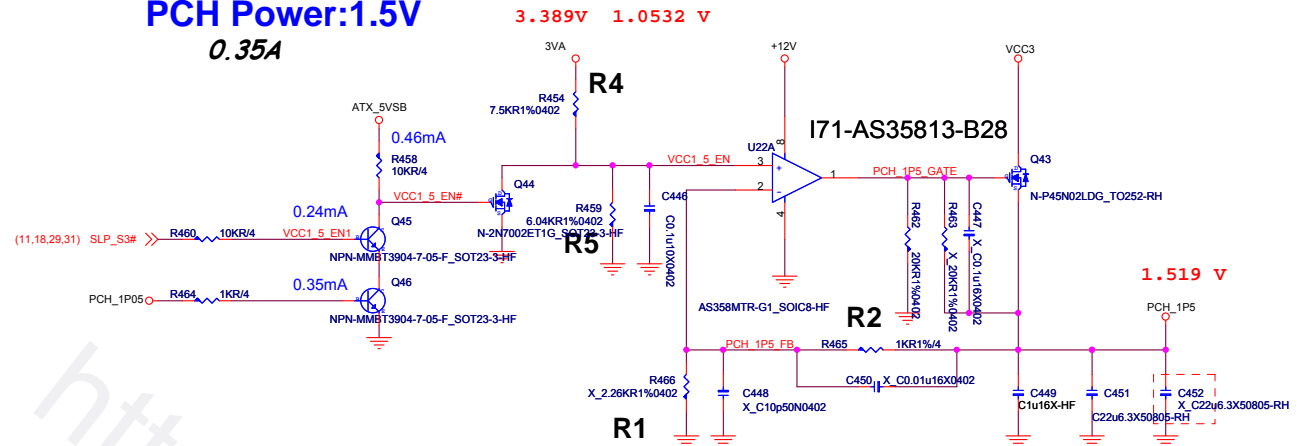 PCH Power:1.5V
0.35A
3.389V 1.0532 V
3VA
+12V
VCC3
R4
R454
7.5KR1%0402
ATX_5VSB
0.46mA
R458
10KR/4
I71-AS35813-B28
U22A
8
VCC1_5_EN
3
+
2
-
1
4
PCH_1P5_GATE
Q43
N-P45N02LDG_TO252-RH
VCC1_5_EN#
Q44
N-2N7002ET1G_SOT23-3-HF
R459
6.04KR1%0402
R5
C446
C0.1u10X0402
R462
20KR1%0402
R463
X_20KR1%0402
C447
X_C0.1u16X0402
0.24mA
Q45
(11,18,29,31) SLP_S3#
R460
10KR/4
VCC1_5_EN1
NPN-MMBT3904-7-05-F_SOT23-3-HF
0.35mA
Q46
PCH_1P05
R464
1KR/4
NPN-MMBT3904-7-05-F_SOT23-3-HF
AS358MTR-G1_SOIC8-HF
1.519 V
PCH_1P5
R2
PCH_1P5_FB
R465
1KR1%/4
R466
X_2.26KR1%0402
R1
C448
X_C10p50N0402
C450
X_C0.01u16X0402
C449
C1u16X-HF
C451
C22u6.3X50805-RH
C452
X_C22u6.3X50805-RH
htt